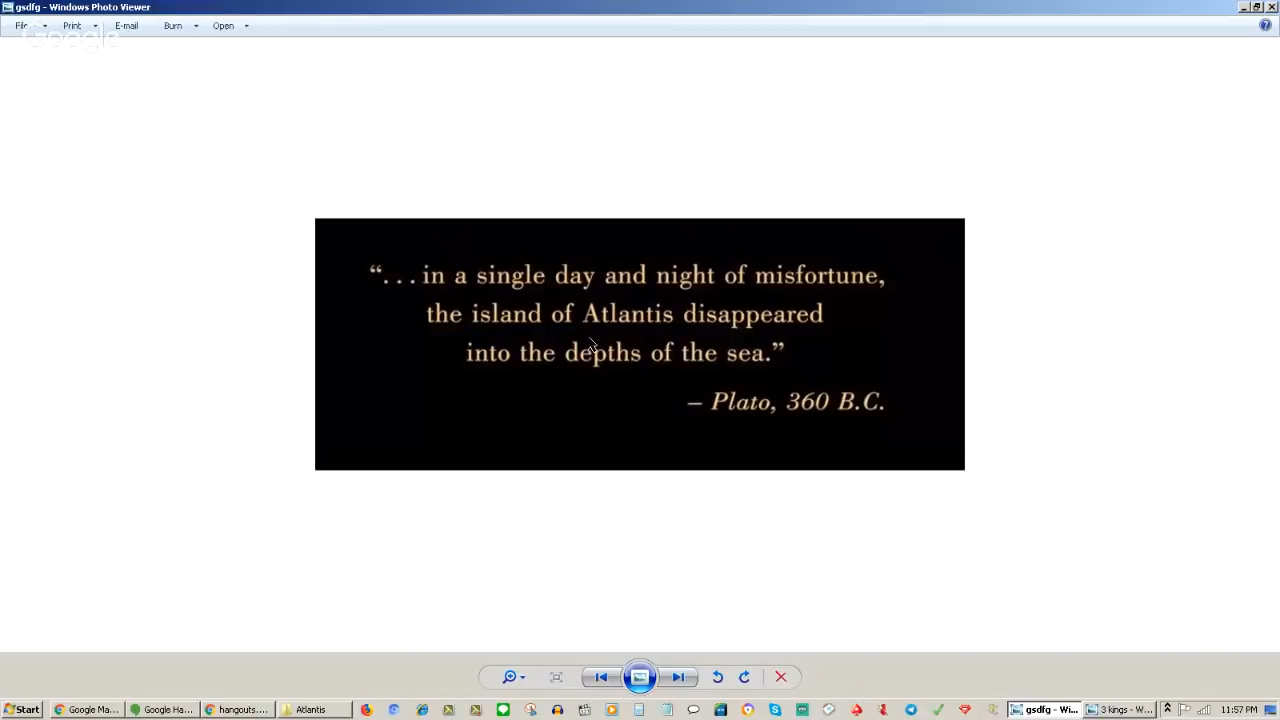 gsdfg - Windows Photo Viewer
File Print E-mail Burn Open
Google
“. . . in a single day and night of misfortune,
the island of Atlantis disappeared
into the depths of the sea.”
– Plato, 360 B.C.
Start Google Ma... Google Ha... hangouts.... Atlantis gsdfg - Wi... 3 kings - W... 11:57 PM